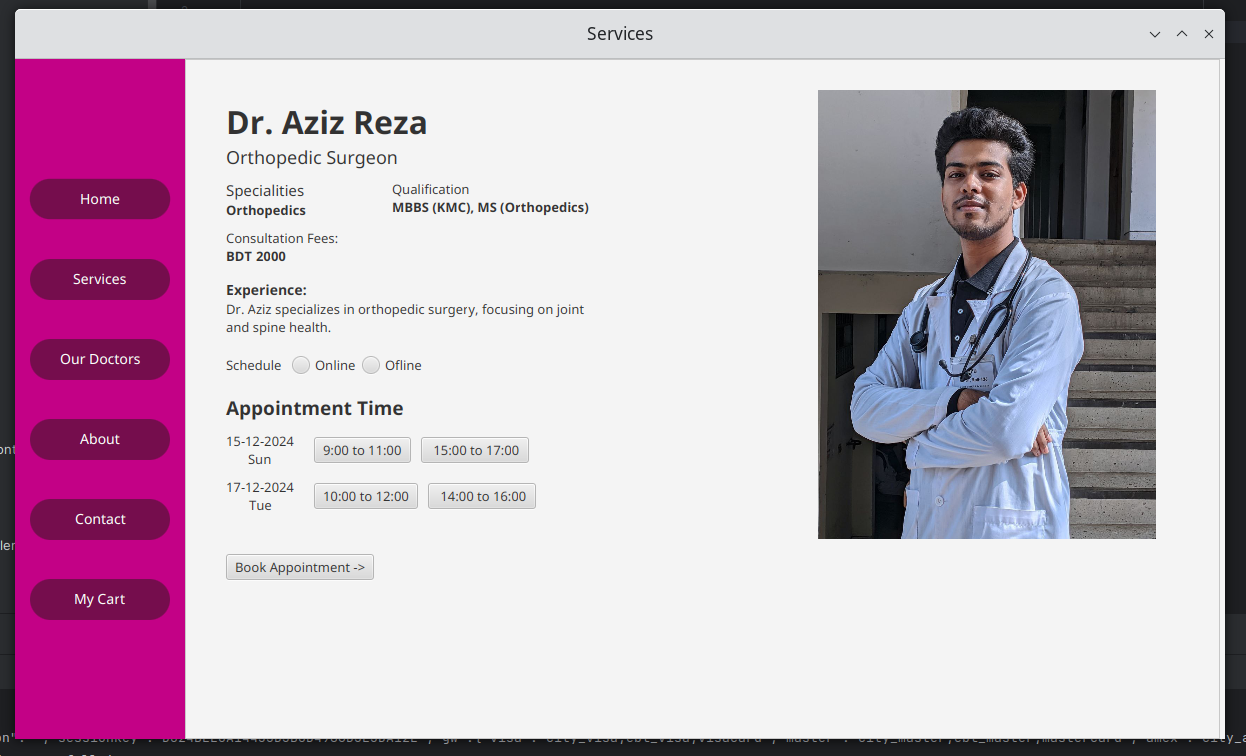 Services
Home
Services
Our Doctors
About
Contact
My Cart
Dr. Aziz Reza
Orthopedic Surgeon
Specialities
Orthopedics
Qualification
MBBS (KMC), MS (Orthopedics)
Consultation Fees:
BDT 2000
Experience:
Dr. Aziz specializes in orthopedic surgery, focusing on joint
and spine health.
Schedule Online Ofline
Appointment Time
15-12-2024
Sun
9:00 to 11:00 15:00 to 17:00
17-12-2024
Tue
10:00 to 12:00 14:00 to 16:00
Book Appointment ->